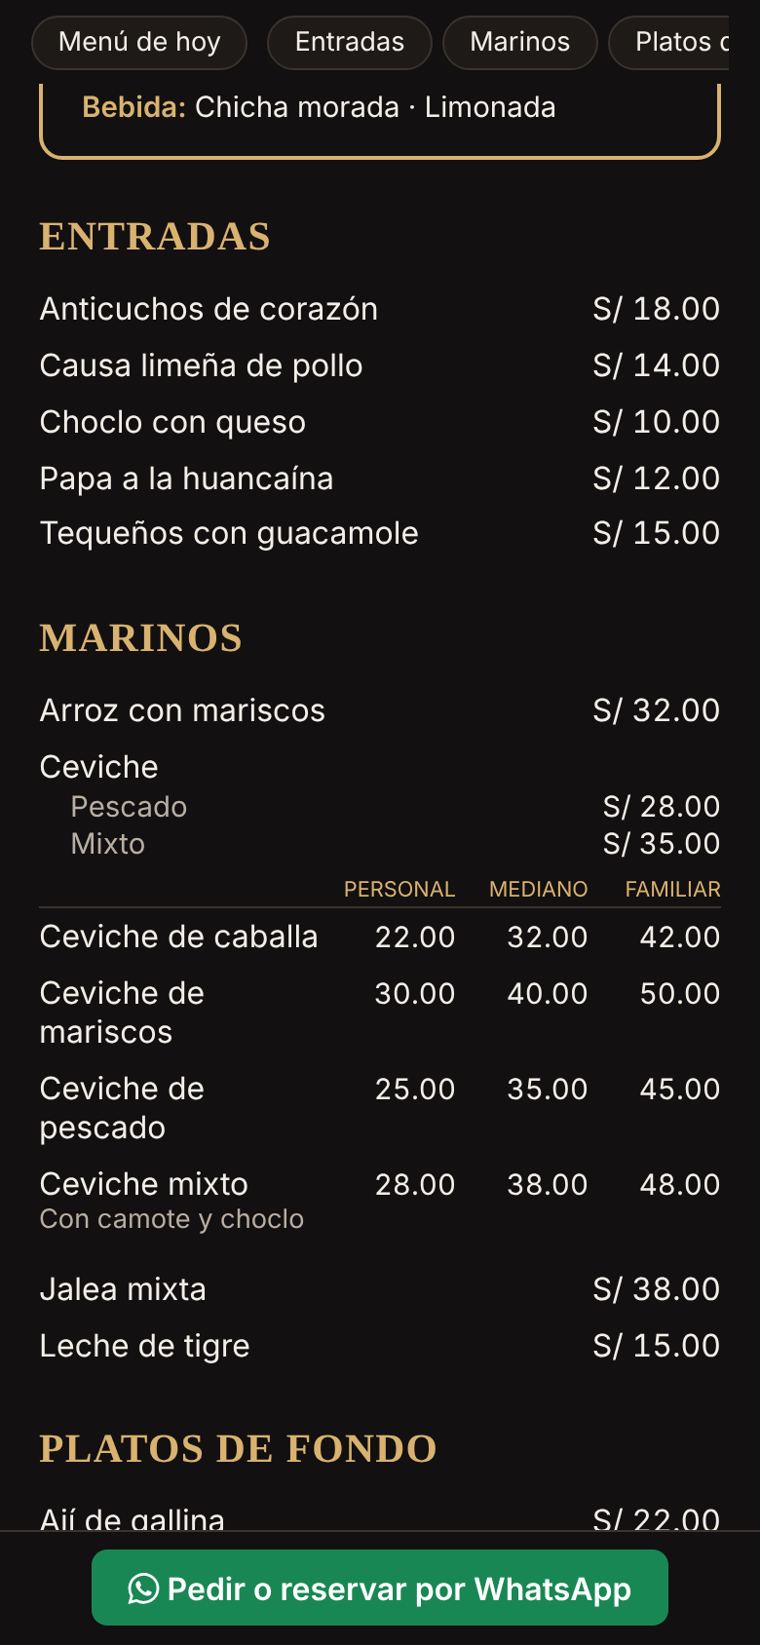 Menú de hoy Entradas Marinos Platos d
Bebida: Chicha morada · Limonada
ENTRADAS
Anticuchos de corazón S/ 18.00
Causa limeña de pollo S/ 14.00
Choclo con queso S/ 10.00
Papa a la huancaína S/ 12.00
Tequeños con guacamole S/ 15.00
MARINOS
Arroz con mariscos S/ 32.00
Ceviche
Pescado S/ 28.00
Mixto S/ 35.00
PERSONAL MEDIANO FAMILIAR
Ceviche de caballa 22.00 32.00 42.00
Ceviche de 30.00 40.00 50.00
mariscos
Ceviche de 25.00 35.00 45.00
pescado
Ceviche mixto 28.00 38.00 48.00
Con camote y choclo
Jalea mixta S/ 38.00
Leche de tigre S/ 15.00
PLATOS DE FONDO
Ají de gallina S/ 22.00
Pedir o reservar por WhatsApp